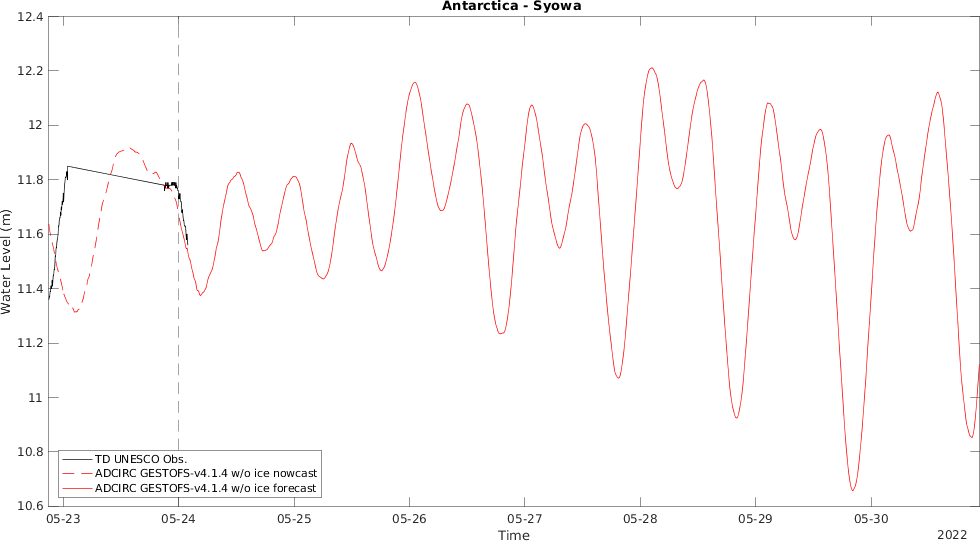 Antarctica - Syowa
12.4
12.2
12
11.8
11.6
11.4
11.2
11
10.8
10.6
Water Level (m)
TD UNESCO Obs.
ADCIRC GESTOFS-v4.1.4 w/o ice nowcast
ADCIRC GESTOFS-v4.1.4 w/o ice forecast
05-23 05-24 05-25 05-26 05-27 05-28 05-29 05-30
Time
2022